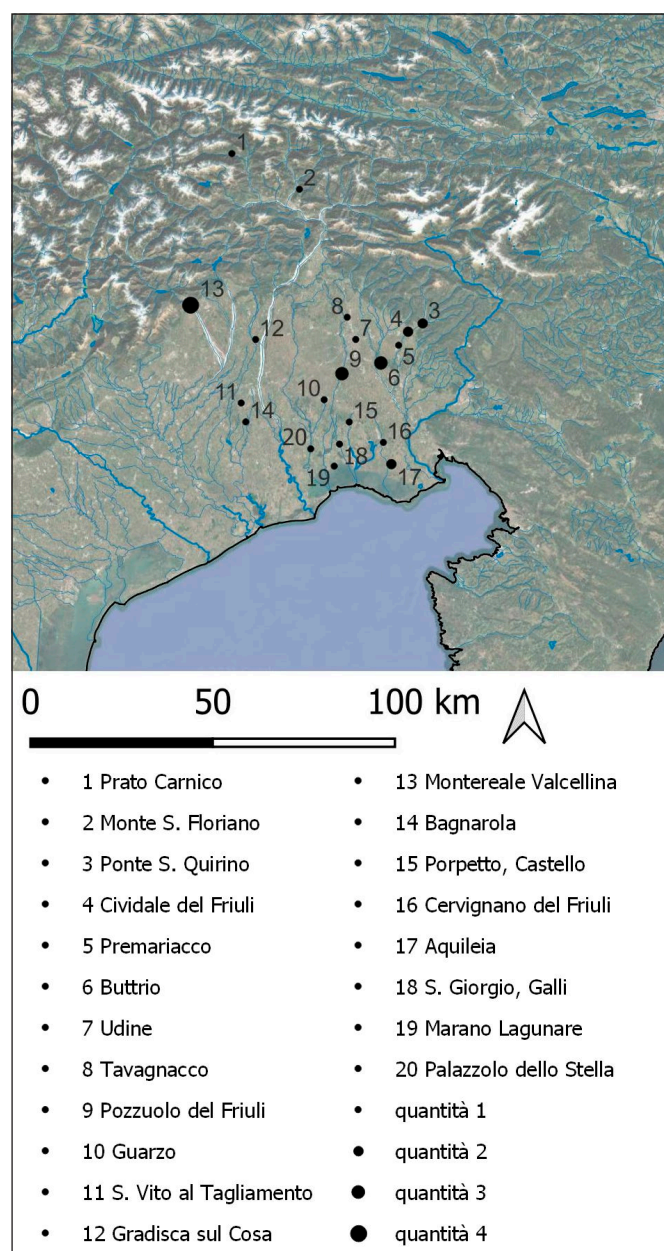 1
2
13
8
3
4
12
7
5
9
6
11
10
14
15
16
20
18
19
17
0 50 100 km
1 Prato Carnico
2 Monte S. Floriano
3 Ponte S. Quirino
4 Cividale del Friuli
5 Premariacco
6 Buttrio
7 Udine
8 Tavagnacco
9 Pozzuolo del Friuli
10 Guarzo
11 S. Vito al Tagliamento
12 Gradisca sul Cosa
13 Montereale Valcellina
14 Bagnarola
15 Porpetto, Castello
16 Cervignano del Friuli
17 Aquileia
18 S. Giorgio, Galli
19 Marano Lagunare
20 Palazzolo dello Stella
quantità 1
quantità 2
quantità 3
quantità 4